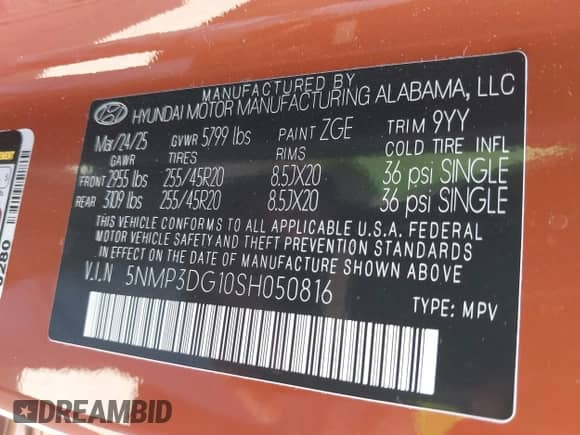 MANUFACTURED BY
HYUNDAI MOTOR MANUFACTURING ALABAMA, LLC
Mar/24/25 GVWR 5799 lbs PAINT ZGE TRIM 9YY
GAWR TIRES RIMS COLD TIRE INFL
FRONT 2955 lbs 255/45R20 8.5JX20 36 psi SINGLE
REAR 3109 lbs 255/45R20 8.5JX20 36 psi SINGLE
THIS VEHICLE CONFORMS TO ALL APPLICABLE U.S.A. FEDERAL
MOTOR VEHICLE SAFETY AND THEFT PREVENTION STANDARDS
IN EFFECT ON THE DATE OF MANUFACTURE SHOWN ABOVE.
V.I.N 5NMP3DG10SH050816
TYPE: MPV
0280
DREAMBID